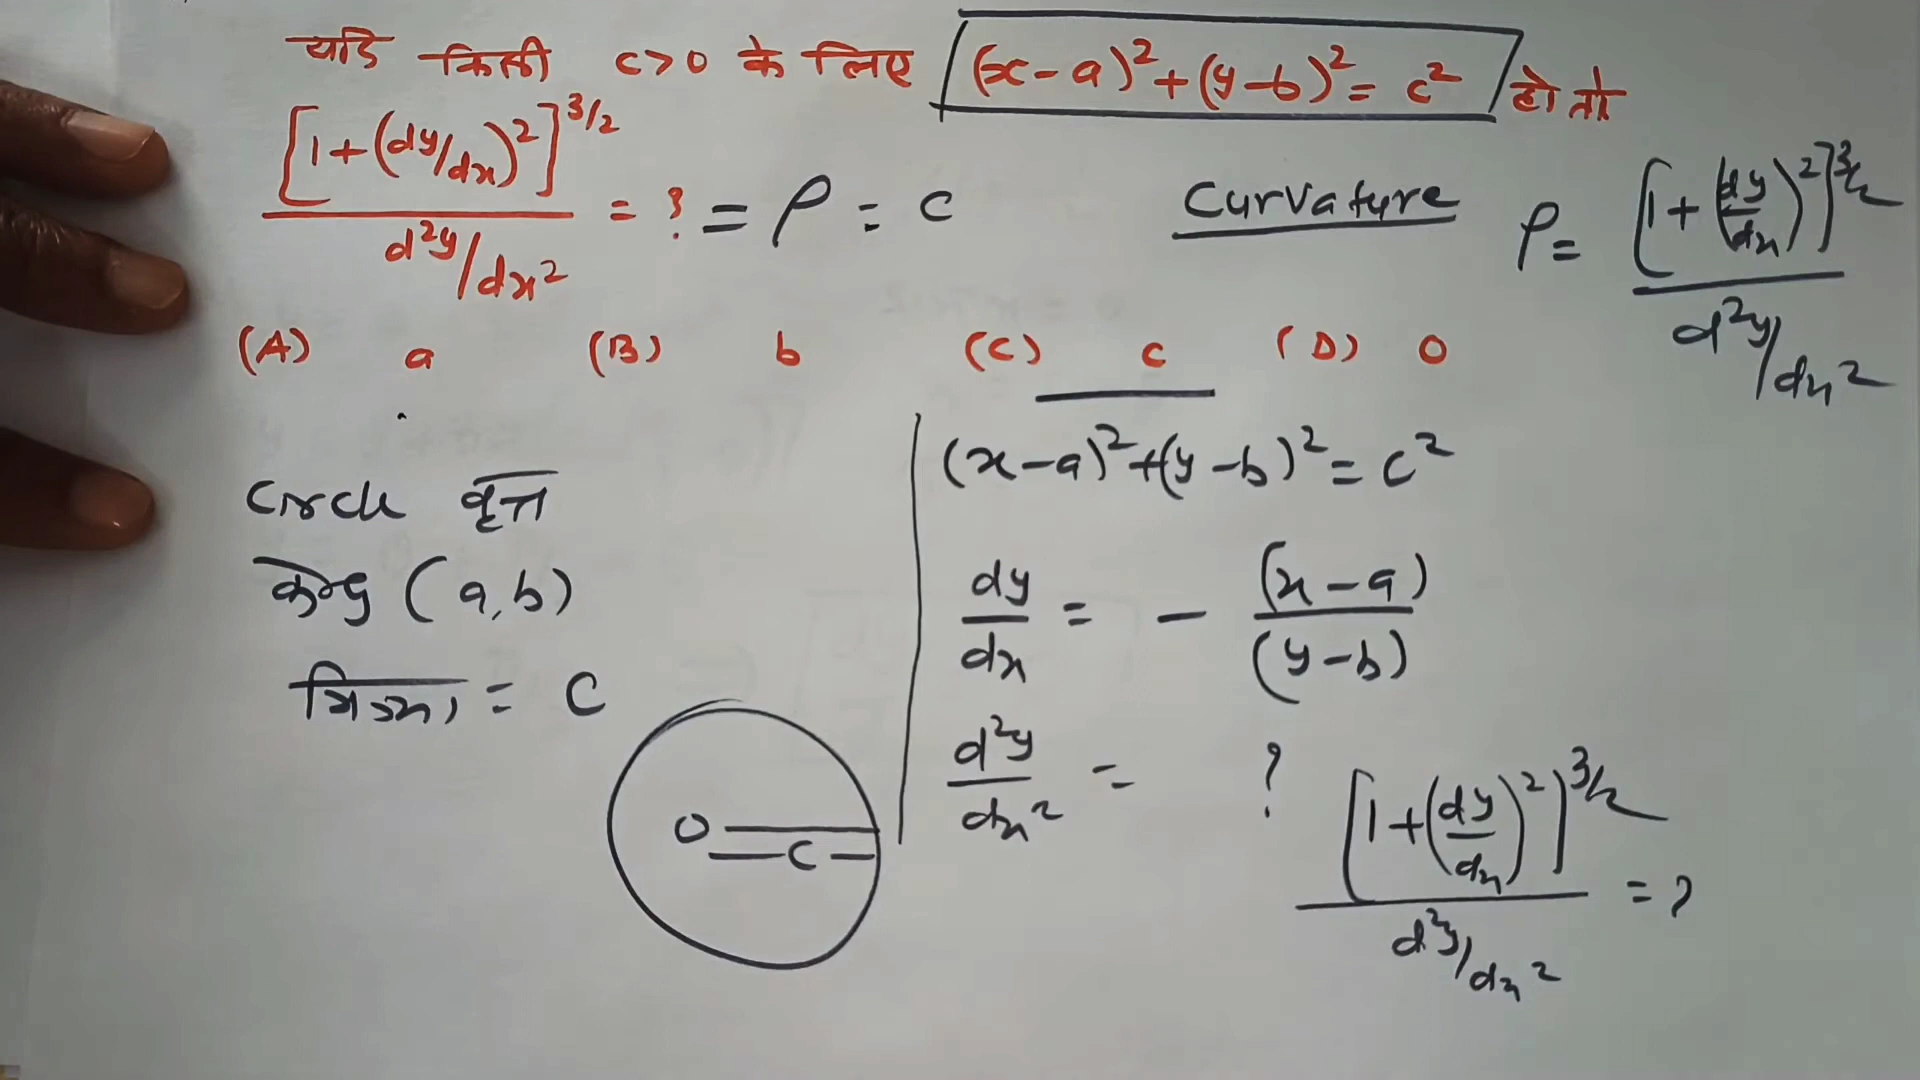 यदि किसी c>0 के लिए (x-a)²+(y-b)²= c² हो तो
[1+(dy/dx)²]^3/2 / d²y/dx² = ? = ρ = c
Curvature ρ= [1+(dy/dx)²]^3/2 / d²y/dx²
(A) a (B) b (C) c (D) 0
Circle वृत्त
केन्द्र (a,b)
त्रिज्या = C
O C
(x-a)²+(y-b)²= c²
dy/dx = - (x-a)/(y-b)
d²y/dx² = ?
[1+(dy/dx)²]^3/2 / d²y/dx² = ?